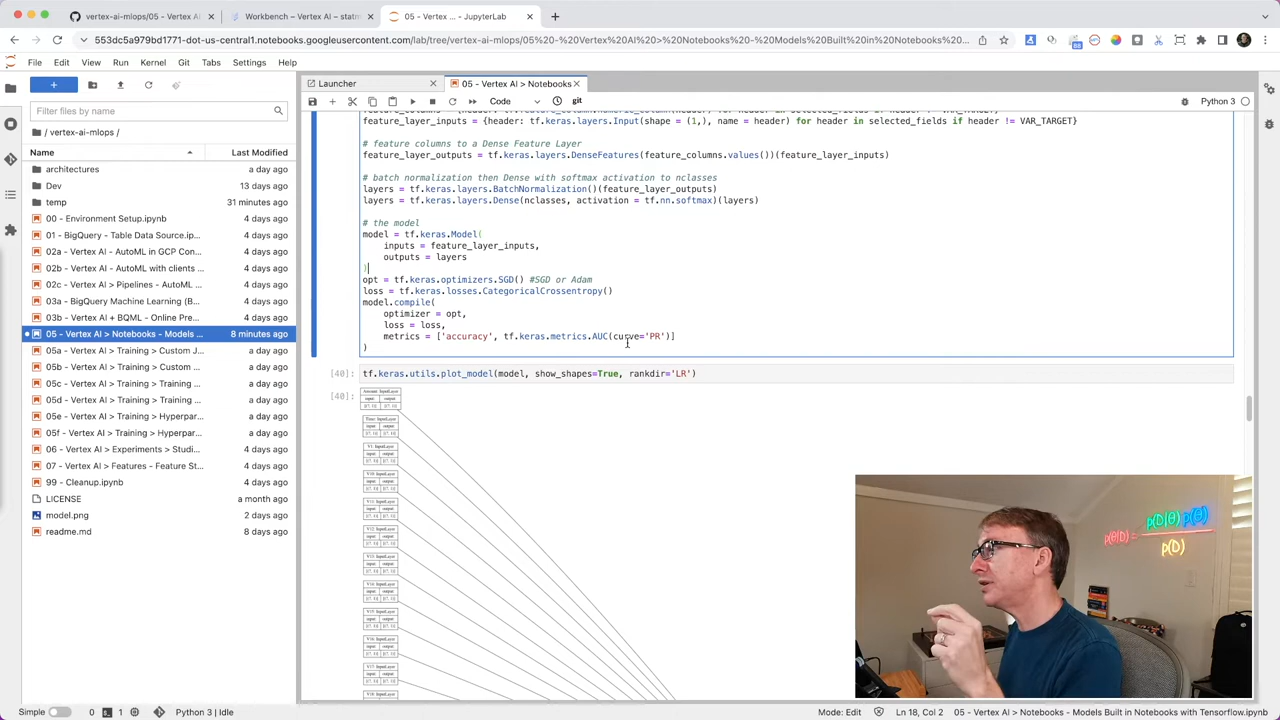 vertex-ai-mlops/05 - Vertex AI
Workbench – Vertex AI – statm
05 - Vertex ... - JupyterLab
553dc5a979bd1771-dot-us-central1.notebooks.googleusercontent.com/lab/tree/vertex-ai-mlops/05%20-%20Vertex%20AI%20>%20Notebooks%20-%20Models%20Built%20in%20Notebooks%20...
File Edit View Run Kernel Git Tabs Settings Help
Launcher
05 - Vertex AI > Notebooks
Code
git
Python 3
Filter files by name
/ vertex-ai-mlops /
Name Last Modified
architectures a day ago
Dev 13 days ago
temp 31 minutes ago
00 - Environment Setup.ipynb 4 days ago
01 - BigQuery - Table Data Source.ip... 4 days ago
02a - Vertex AI - AutoML in GCP Con... 4 days ago
02b - Vertex AI - AutoML with clients ... 4 days ago
02c - Vertex AI > Pipelines - AutoML ... 4 days ago
03a - BigQuery Machine Learning (B... 4 days ago
03b - Vertex AI + BQML - Online Pre... 4 days ago
05 - Vertex AI > Notebooks - Models ... 8 minutes ago
05a - Vertex AI > Training > Custom J... a day ago
05b - Vertex AI > Training > Custom ... a day ago
05c - Vertex AI > Training > Custom ... a day ago
05d - Vertex AI > Training > Training ... a day ago
05e - Vertex AI > Training > Hyperpar... a day ago
05f - Vertex AI > Training > Hyperpar... a day ago
06 - Vertex AI > Experiments > Studi... 4 days ago
07 - Vertex AI > Features - Feature St... 4 days ago
99 - Cleanup.ipynb 4 days ago
LICENSE a month ago
model.png 2 days ago
readme.md 8 days ago
feature_layer_inputs = {header: tf.keras.layers.Input(shape = (1,), name = header) for header in selected_fields if header != VAR_TARGET}
# feature columns to a Dense Feature Layer
feature_layer_outputs = tf.keras.layers.DenseFeatures(feature_columns.values())(feature_layer_inputs)
# batch normalization then Dense with softmax activation to nclasses
layers = tf.keras.layers.BatchNormalization()(feature_layer_outputs)
layers = tf.keras.layers.Dense(nclasses, activation = tf.nn.softmax)(layers)
# the model
model = tf.keras.Model(
inputs = feature_layer_inputs,
outputs = layers
)
opt = tf.keras.optimizers.SGD() #SGD or Adam
loss = tf.keras.losses.CategoricalCrossentropy()
model.compile(
optimizer = opt,
loss = loss,
metrics = ['accuracy', tf.keras.metrics.AUC(curve='PR')]
)
[40]: tf.keras.utils.plot_model(model, show_shapes=True, rankdir='LR')
[40]:
Simple 0 1 Python 3 | Idle
Mode: Edit Ln 18, Col 2 05 - Vertex AI > Notebooks - Models Built in Notebooks with Tensorflow.ipynb